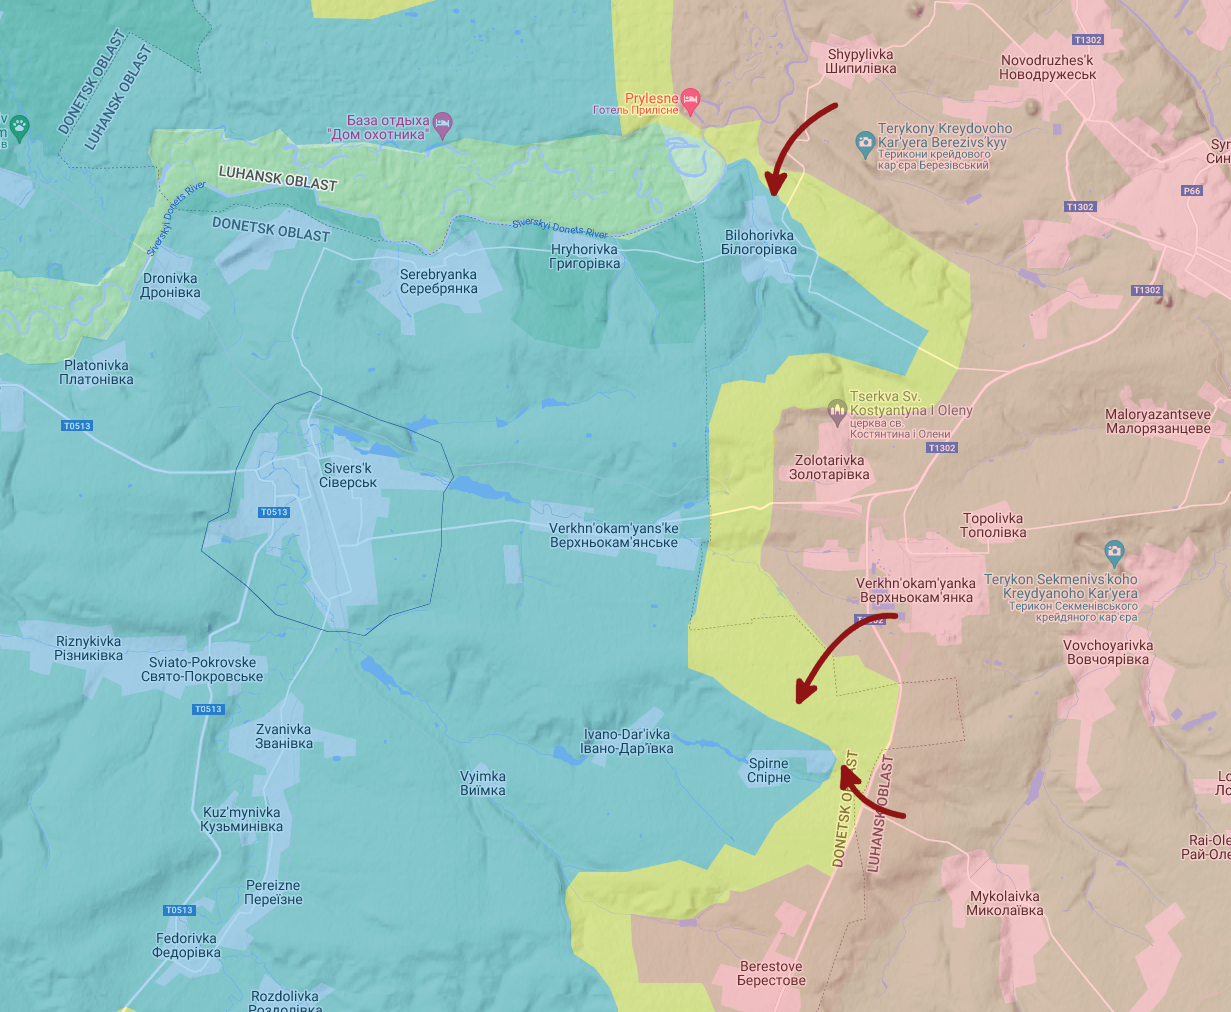 DONETSK OBLAST
LUHANSK OBLAST
T1302
Shypylivka
Шипилівка
Novodruzhes'k
Новодружеськ
Prylesne
Готель Прилісне
База отдыха
"Дом охотника"
Terykony Kreydovoho
Kar'yera Berezivs'kyy
Терикони крейдового
кар'єра Березівський
P66
LUHANSK OBLAST
T1302
Siverskyi Donets River
DONETSK OBLAST
Siverskyi Donets River
Bilohorivka
Білогорівка
Hryhorivka
Григорівка
Serebryanka
Серебрянка
Dronivka
Дронівка
T1302
Platonivka
Платонівка
Tserkva Sv.
Kostyantyna I Oleny
церква св.
Костянтина і Олени
Maloryazantseve
Малорязанцеве
T0513
T1302
Zolotarivka
Золотарівка
Sivers'k
Сіверськ
T0513
Topolivka
Тополівка
Verkhn'okam'yans'ke
Верхньокам'янське
Verkhn'okam'yanka
Верхньокам'янка
Terykon Sekmenivs'koho
Kreydyanoho Kar'yera
Терикон Секменівського
крейдяного кар'єра
Riznykivka
Різниківка
Vovchoyarivka
Вовчоярівка
Sviato-Pokrovske
Свято-Покровське
T0513
Zvanivka
Званівка
Ivano-Dar'ivka
Івано-Дар'ївка
Spirne
Спірне
Vyimka
Виїмка
DONETSK OBLAST
LUHANSK OBLAST
Kuz'mynivka
Кузьминівка
Rai-Ole
Рай-Оле
Pereizne
Переїзне
Mykolaivka
Миколаївка
T0513
Fedorivka
Федорівка
Berestove
Берестове
Rozdolivka
Роздолівка